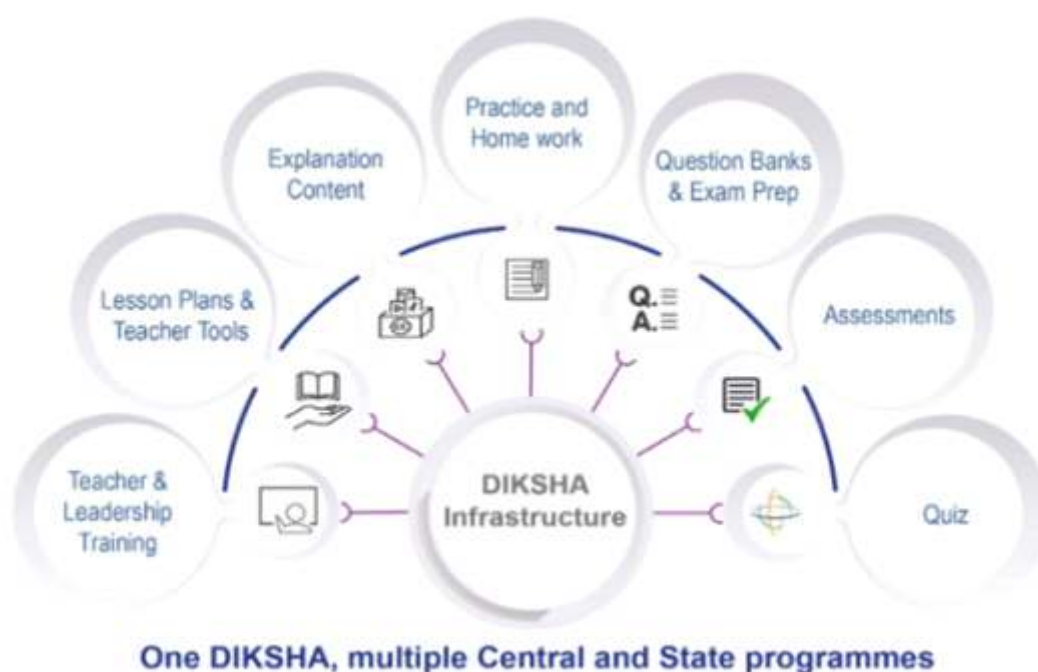 Practice and
Home work
Explanation
Content
Question Banks
& Exam Prep
Lesson Plans &
Teacher Tools
Assessments
Q.
A.
Teacher &
Leadership
Training
DIKSHA
Infrastructure
Quiz
One DIKSHA, multiple Central and State programmes